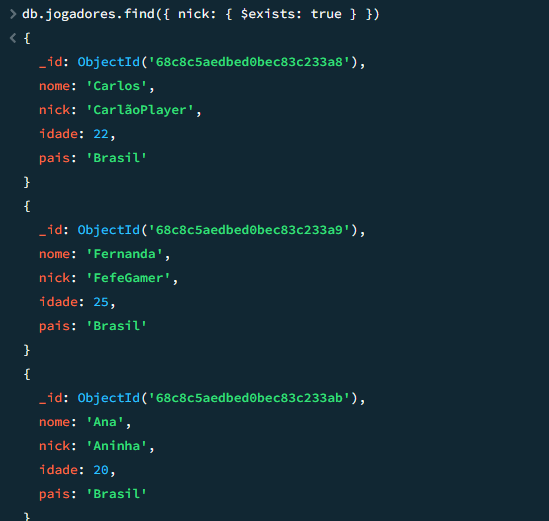 > db.jogadores.find({ nick: { $exists: true } })
< {
_id: ObjectId('68c8c5aedbed0bec83c233a8'),
nome: 'Carlos',
nick: 'CarlãoPlayer',
idade: 22,
pais: 'Brasil'
}
{
_id: ObjectId('68c8c5aedbed0bec83c233a9'),
nome: 'Fernanda',
nick: 'FefeGamer',
idade: 25,
pais: 'Brasil'
}
{
_id: ObjectId('68c8c5aedbed0bec83c233ab'),
nome: 'Ana',
nick: 'Aninha',
idade: 20,
pais: 'Brasil'
}